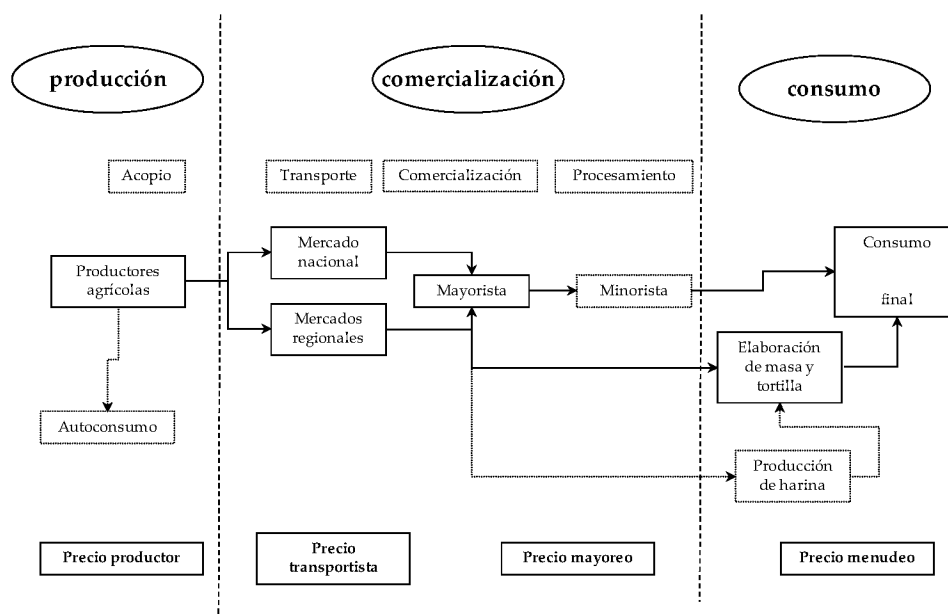 producción
comercialización
consumo
Acopio
Transporte
Comercialización
Procesamiento
Mercado
nacional
Consumo
final
Productores
agrícolas
Mayorista
Minorista
Mercados
regionales
Elaboración
de masa y
tortilla
Autoconsumo
Producción
de harina
Precio productor
Precio
transportista
Precio mayoreo
Precio menudeo